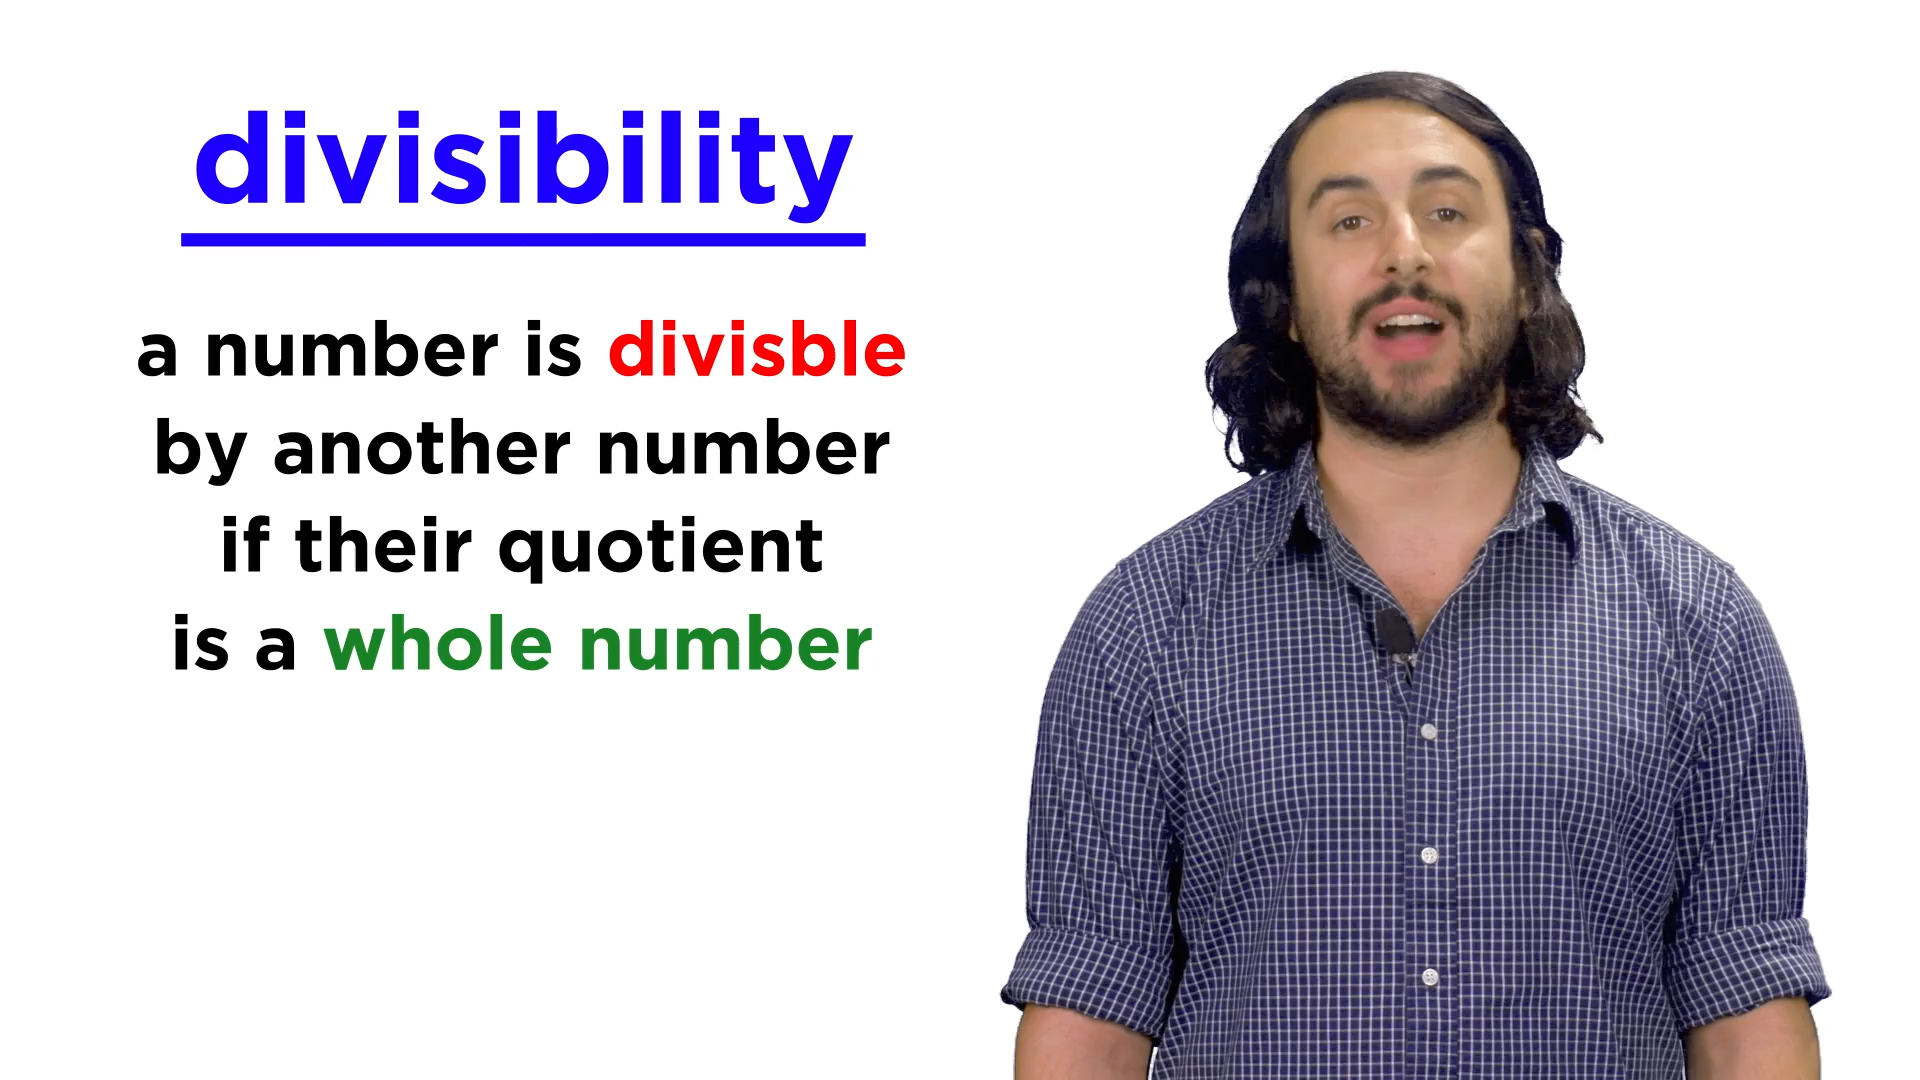 divisibility
a number is divisble
by another number
if their quotient
is a whole number